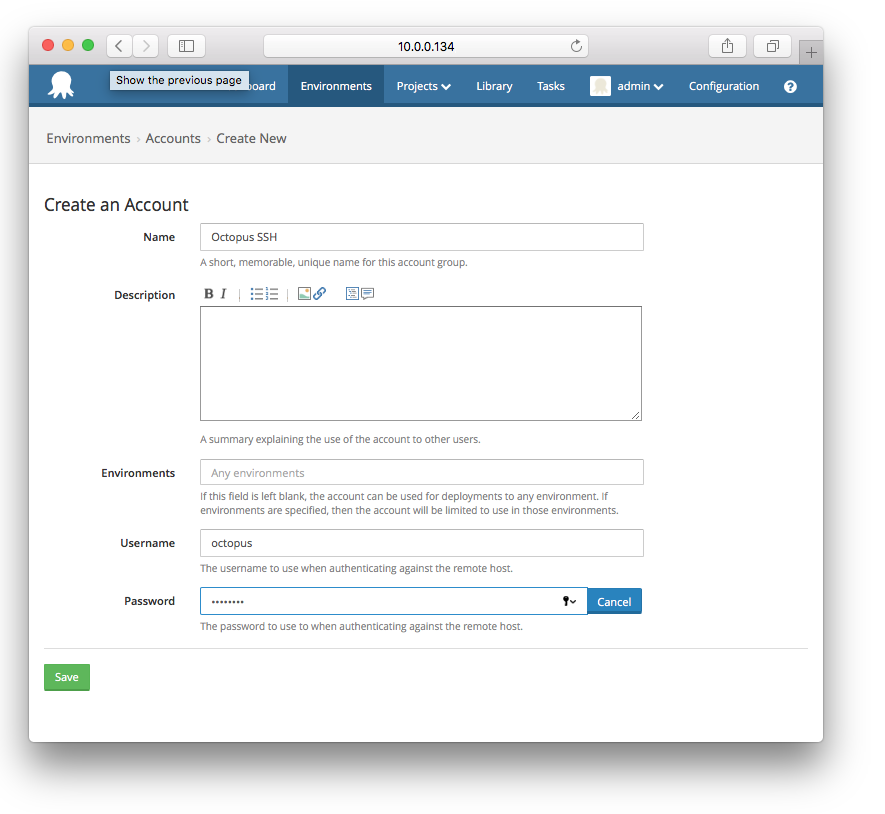 10.0.0.134
Show the previous page
board Environments Projects Library Tasks admin Configuration ?
Environments › Accounts › Create New
Create an Account
Name Octopus SSH
A short, memorable, unique name for this account group.
Description B I
A summary explaining the use of the account to other users.
Environments Any environments
If this field is left blank, the account can be used for deployments to any environment. If
environments are specified, then the account will be limited to use in those environments.
Username octopus
The username to use when authenticating against the remote host.
Password •••••••• Cancel
The password to use to when authenticating against the remote host.
Save